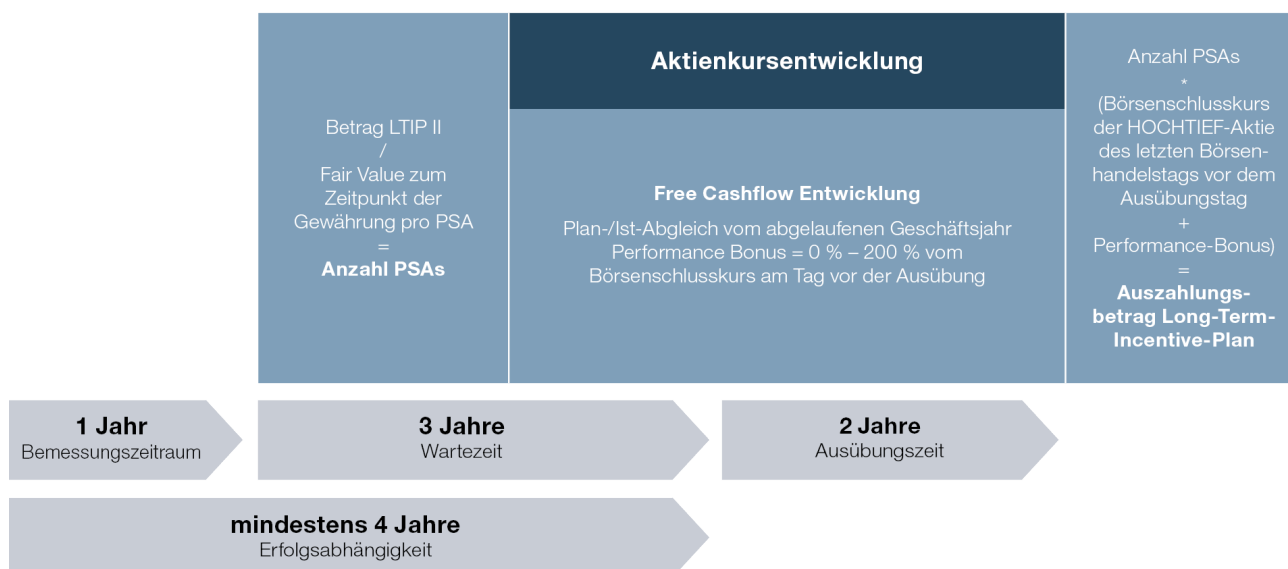 Betrag LTIP II
/
Fair Value zum
Zeitpunkt der
Gewährung pro PSA
=
Anzahl PSAs
Aktienkursentwicklung
Free Cashflow Entwicklung
Plan-/Ist-Abgleich vom abgelaufenen Geschäftsjahr
Performance Bonus = 0 % – 200 % vom
Börsenschlusskurs am Tag vor der Ausübung
Anzahl PSAs
*
(Börsenschlusskurs
der HOCHTIEF-Aktie
des letzten Börsen-
handelstags vor dem
Ausübungstag
+
Performance-Bonus)
=
Auszahlungs-
betrag Long-Term-
Incentive-Plan
1 Jahr
Bemessungszeitraum
3 Jahre
Wartezeit
2 Jahre
Ausübungszeit
mindestens 4 Jahre
Erfolgsabhängigkeit